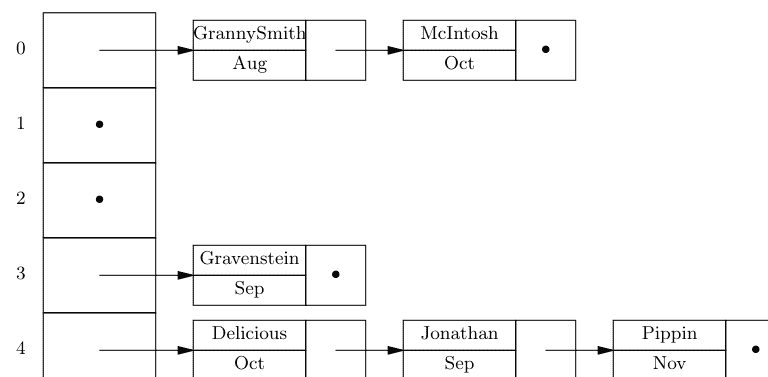 0 GrannySmith McIntosh
Aug Oct
1
2
3 Gravenstein
Sep
4 Delicious Jonathan Pippin
Oct Sep Nov